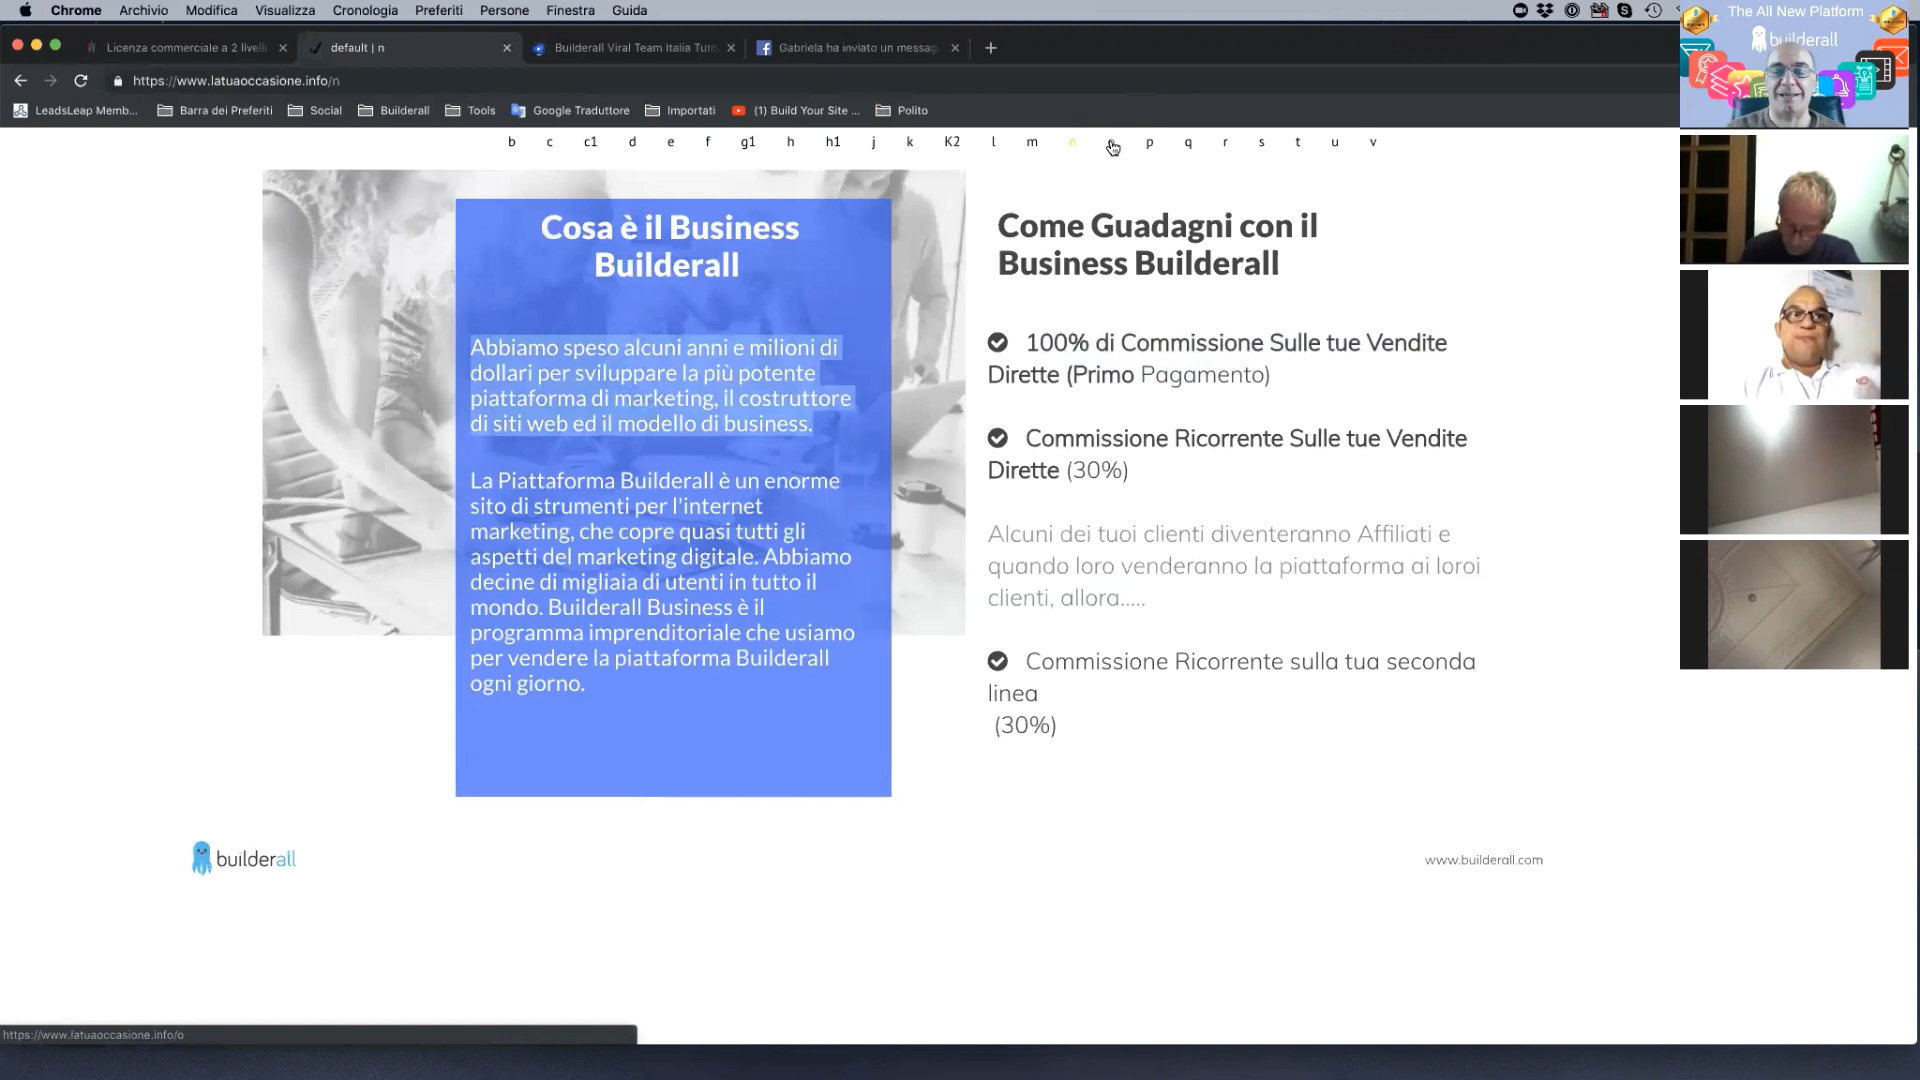 Chrome Archivio Modifica Visualizza Cronologia Preferiti Persone Finestra Guida
Licenza commerciale a 2 livelli
default | n
Builderall Viral Team Italia Tuto
Gabriela ha inviato un messag
https://www.latuaoccasione.info/n
LeadsLeap Memb... Barra dei Preferiti Social Builderall Tools Google Traduttore Importati (1) Build Your Site ... Polito
The All New Platform
builderall
b c c1 d e f g1 h h1 j k K2 l m n p q r s t u v
Cosa è il Business
Builderall
Abbiamo speso alcuni anni e milioni di
dollari per sviluppare la più potente
piattaforma di marketing, il costruttore
di siti web ed il modello di business.
La Piattaforma Builderall è un enorme
sito di strumenti per l'internet
marketing, che copre quasi tutti gli
aspetti del marketing digitale. Abbiamo
decine di migliaia di utenti in tutto il
mondo. Builderall Business è il
programma imprenditoriale che usiamo
per vendere la piattaforma Builderall
ogni giorno.
Come Guadagni con il
Business Builderall
100% di Commissione Sulle tue Vendite
Dirette (Primo Pagamento)
Commissione Ricorrente Sulle tue Vendite
Dirette (30%)
Alcuni dei tuoi clienti diventeranno Affiliati e
quando loro venderanno la piattaforma ai loroi
clienti, allora.....
Commissione Ricorrente sulla tua seconda
linea
(30%)
builderall
www.builderall.com
https://www.latuaoccasione.info/o